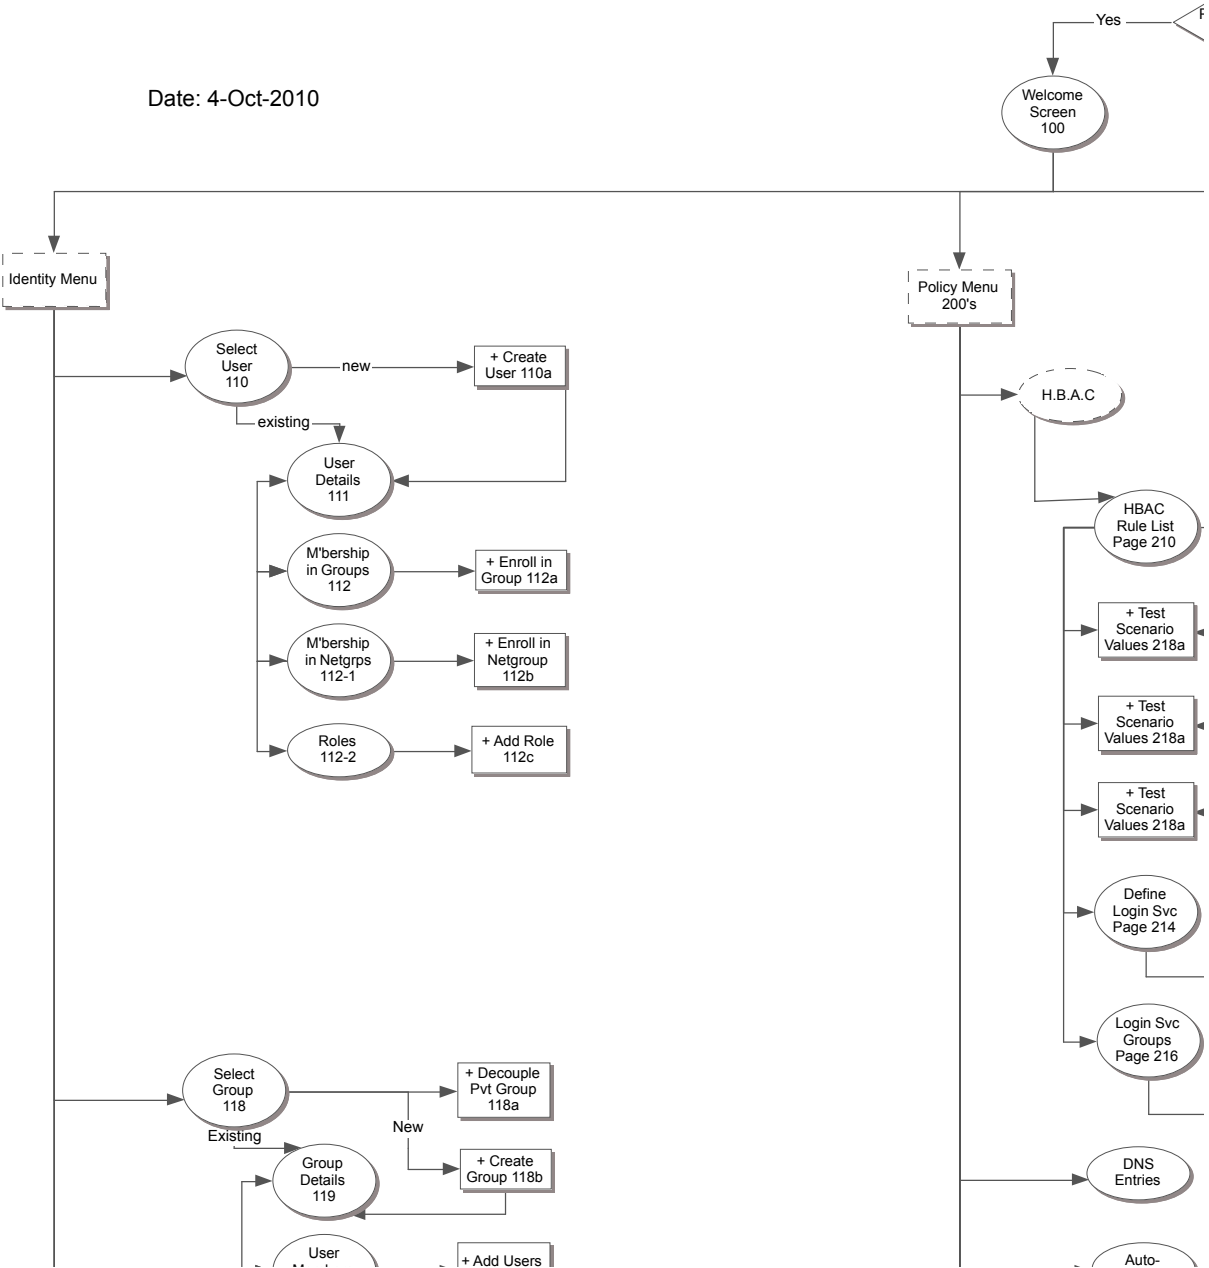 Yes
Date: 4-Oct-2010
Welcome
Screen
100
Identity Menu
Policy Menu
200's
Select
User
110
new
+ Create
User 110a
existing
User
Details
111
M'bership
in Groups
112
+ Enroll in
Group 112a
M'bership
in Netgrps
112-1
+ Enroll in
Netgroup
112b
Roles
112-2
+ Add Role
112c
H.B.A.C
HBAC
Rule List
Page 210
+ Test
Scenario
Values 218a
+ Test
Scenario
Values 218a
+ Test
Scenario
Values 218a
Define
Login Svc
Page 214
Login Svc
Groups
Page 216
Select
Group
118
+ Decouple
Pvt Group
118a
New
Existing
Group
Details
119
+ Create
Group 118b
DNS
Entries
User
+ Add Users
Auto-